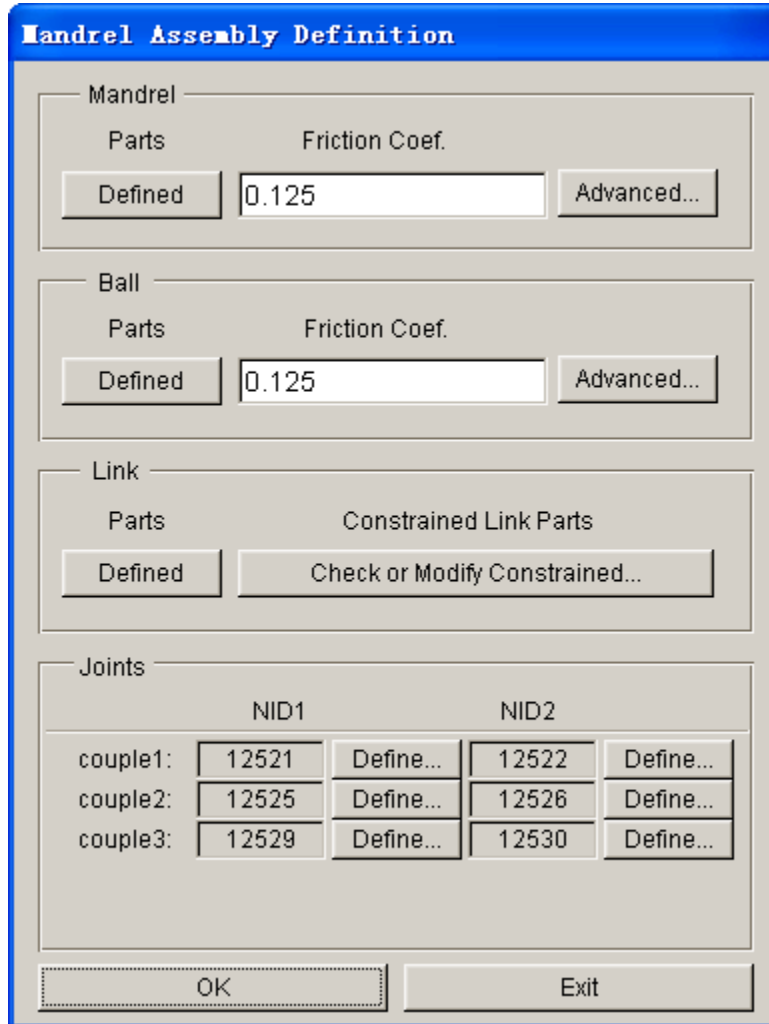 Mandrel Assembly Definition
Mandrel
Parts Friction Coef.
Defined 0.125 Advanced...
Ball
Parts Friction Coef.
Defined 0.125 Advanced...
Link
Parts Constrained Link Parts
Defined Check or Modify Constrained...
Joints
NID1 NID2
couple1: 12521 Define... 12522 Define...
couple2: 12525 Define... 12526 Define...
couple3: 12529 Define... 12530 Define...
OK Exit